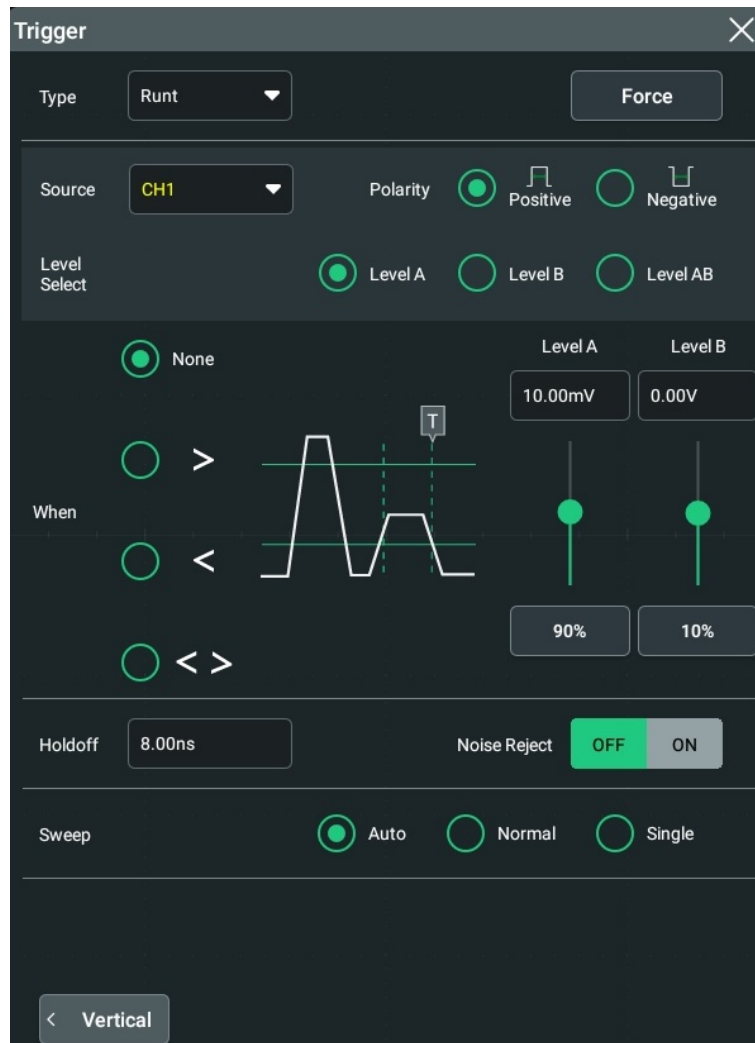 Trigger
Type Runt Force
Source CH1 Polarity Positive Negative
Level
Select Level A Level B Level AB
None Level A Level B
10.00mV 0.00V
T
>
When
<
90% 10%
< >
Holdoff 8.00ns Noise Reject OFF ON
Sweep Auto Normal Single
< Vertical